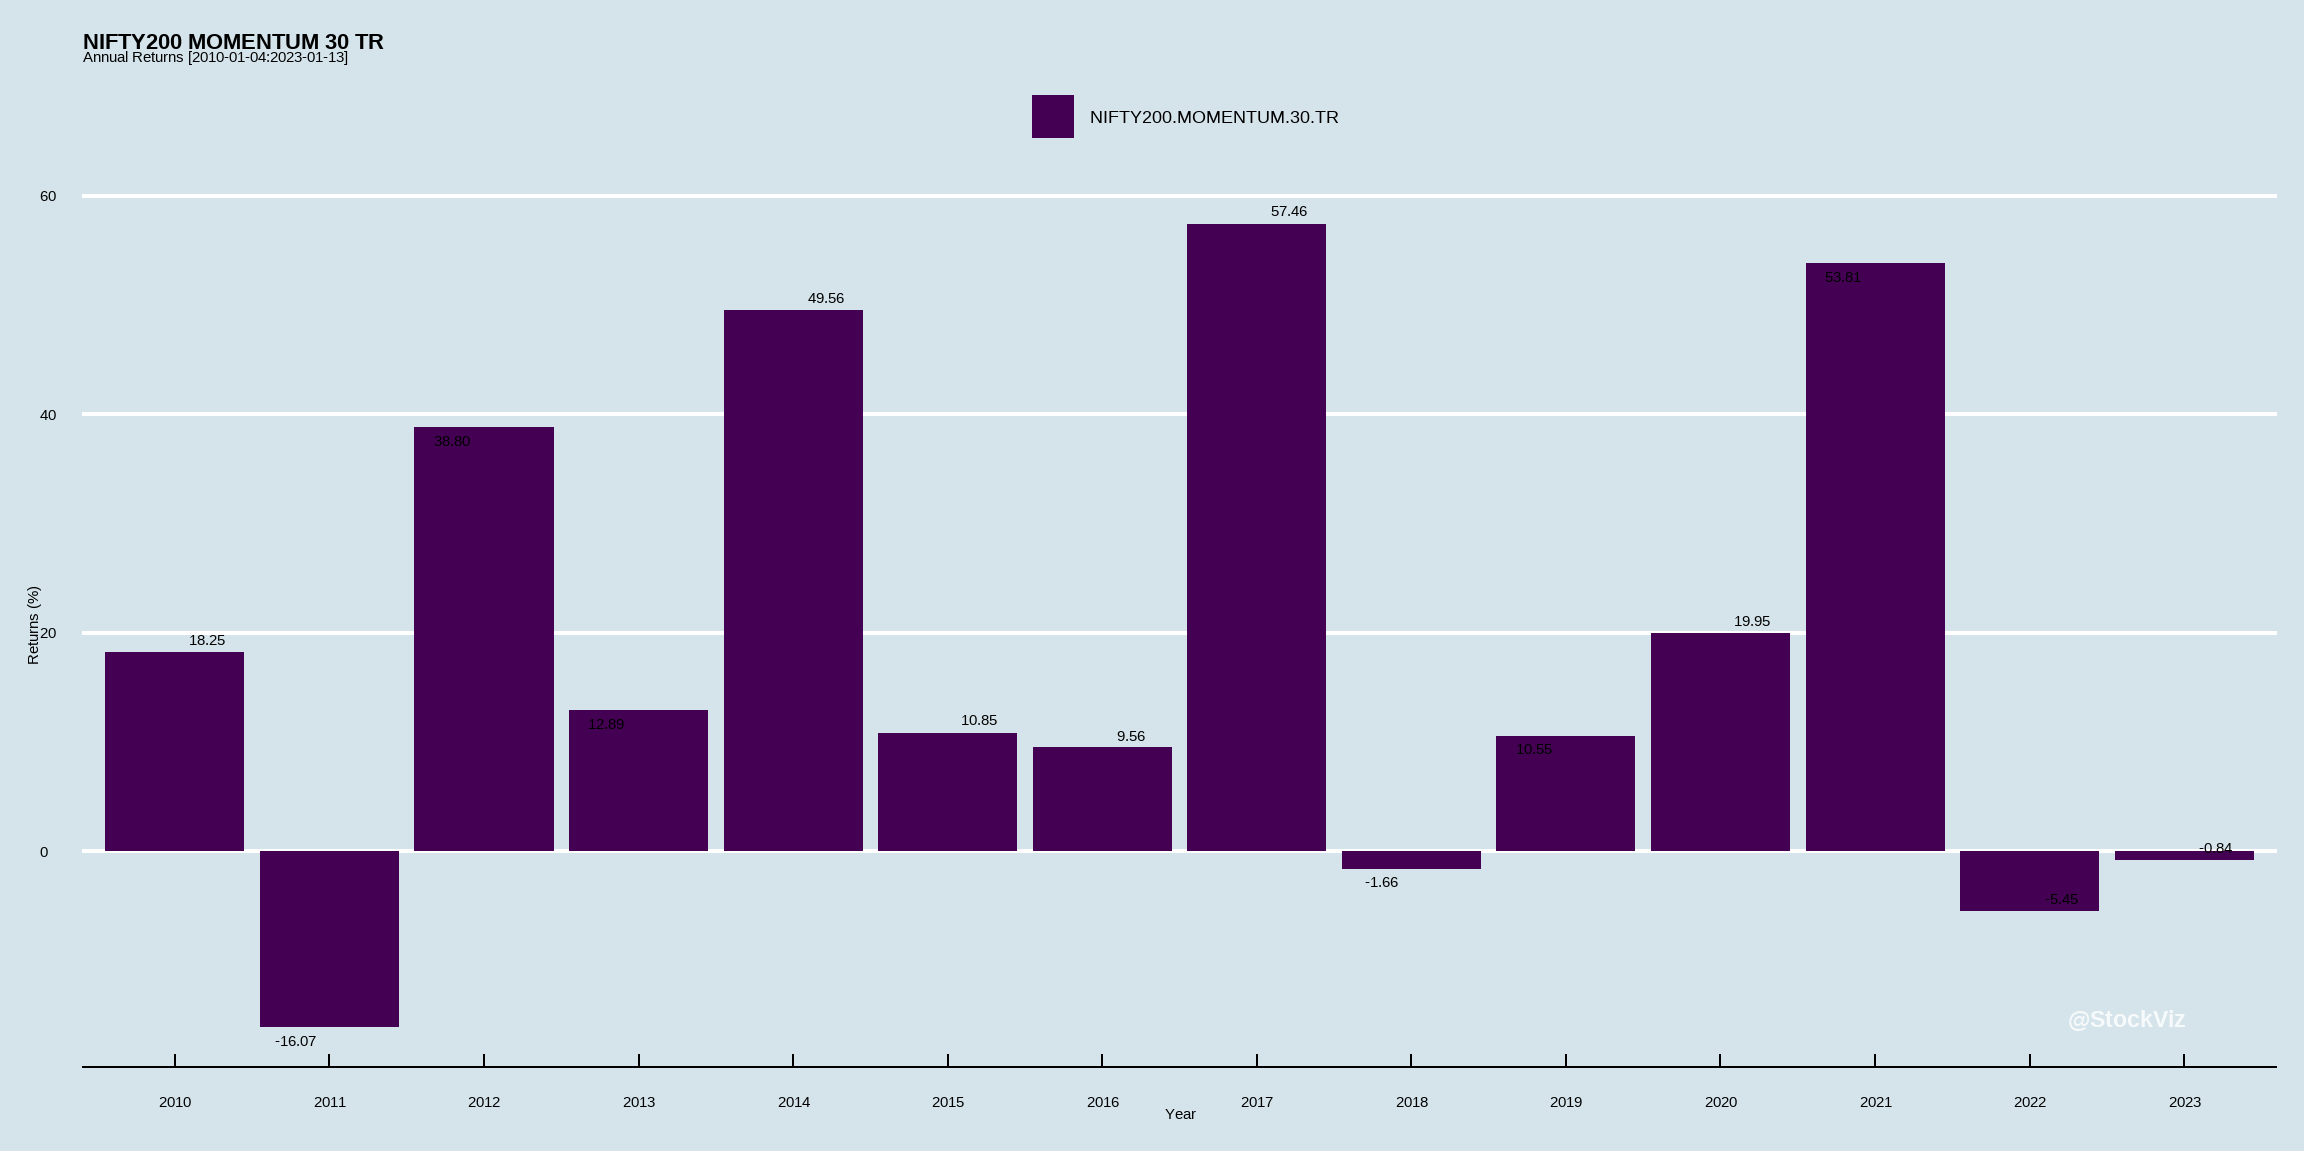 NIFTY200 MOMENTUM 30 TR
Annual Returns [2010-01-04:2023-01-13]
NIFTY200.MOMENTUM.30.TR
60
57.46
53.81
49.56
40
38.80
Returns (%)
20
19.95
18.25
12.89
10.85
9.56
10.55
0
-0.84
-1.66
-5.45
@StockViz
-16.07
2010 2011 2012 2013 2014 2015 2016 2017 2018 2019 2020 2021 2022 2023
Year